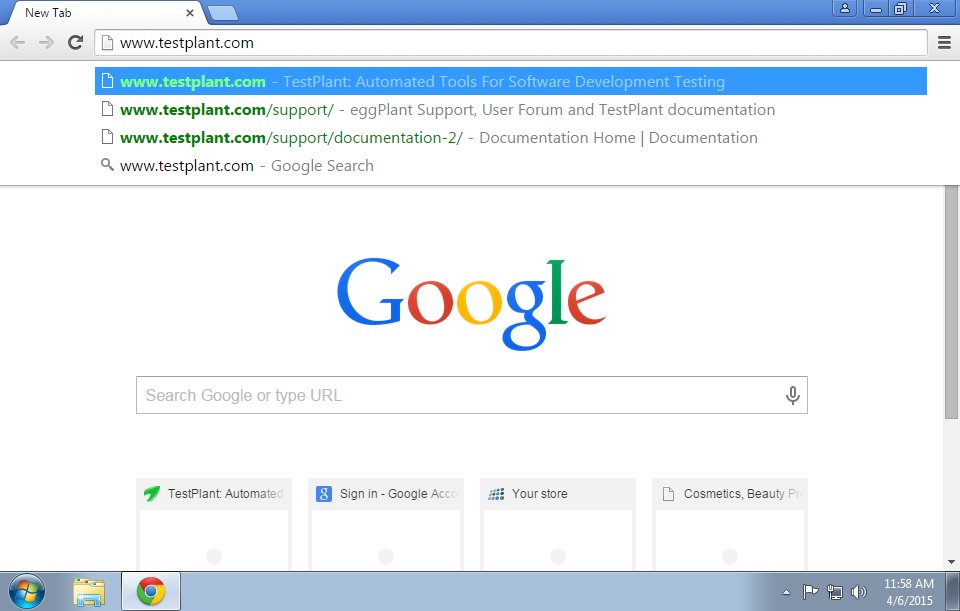 New Tab
www.testplant.com
www.testplant.com - TestPlant: Automated Tools For Software Development Testing
www.testplant.com/support/ - eggPlant Support, User Forum and TestPlant documentation
www.testplant.com/support/documentation-2/ - Documentation Home | Documentation
www.testplant.com - Google Search
Google
Search Google or type URL
TestPlant: Automated
Sign in - Google Acco
Your store
Cosmetics, Beauty Pr
11:58 AM
4/6/2015